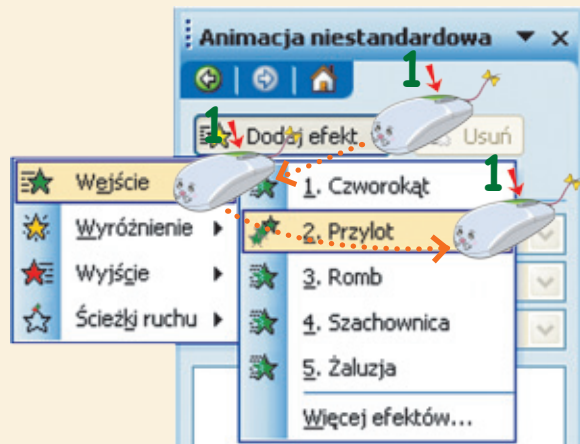 Animacja niestandardowa
1
1
Dodaj efekt
Usuń
Wejście
1. Czworokąt
1
Wyróżnienie
2. Przylot
Wyjście
3. Romb
Ścieżki ruchu
4. Szachownica
5. Żaluzja
Więcej efektów...